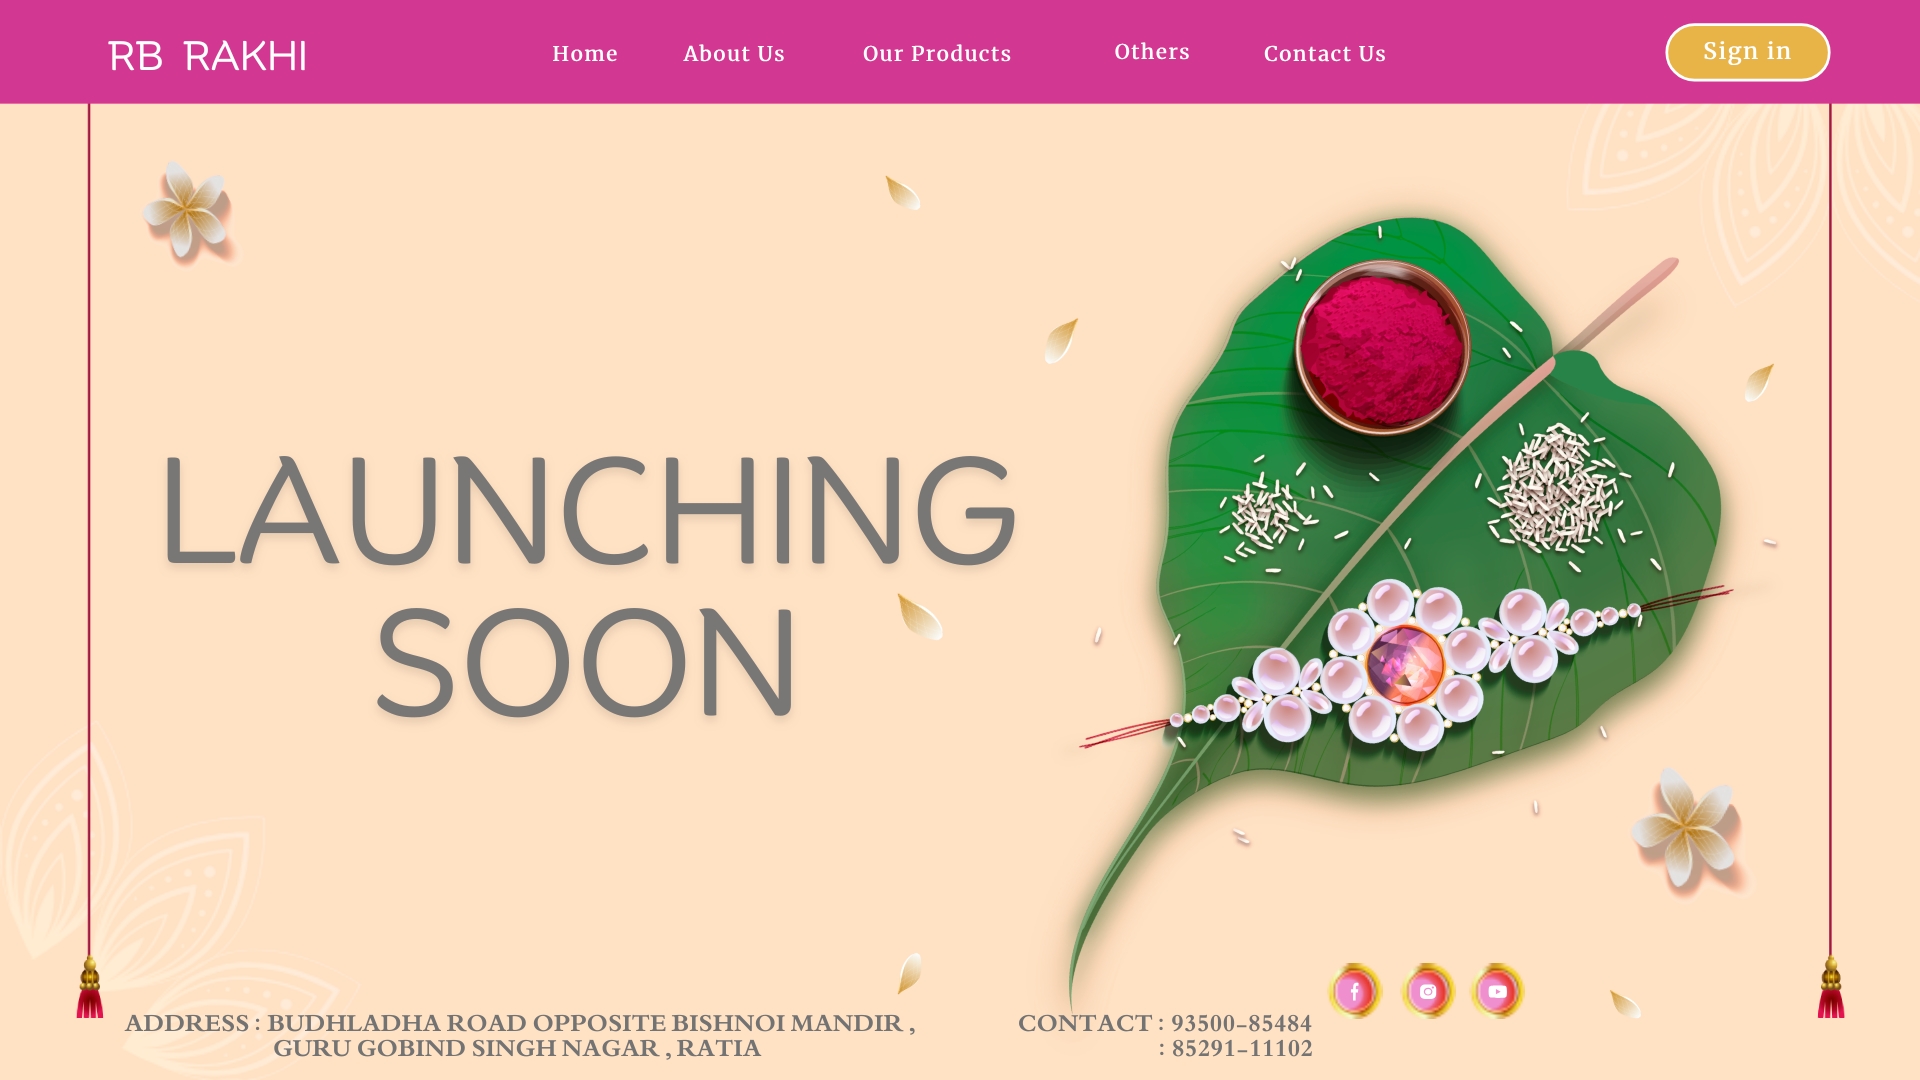 RB RAKHI
Home About Us Our Products Others Contact Us
Sign in
LAUNCHING
SOON
ADDRESS : BUDHLADHA ROAD OPPOSITE BISHNOI MANDIR ,
GURU GOBIND SINGH NAGAR , RATIA
CONTACT : 93500-85484
: 85291-11102